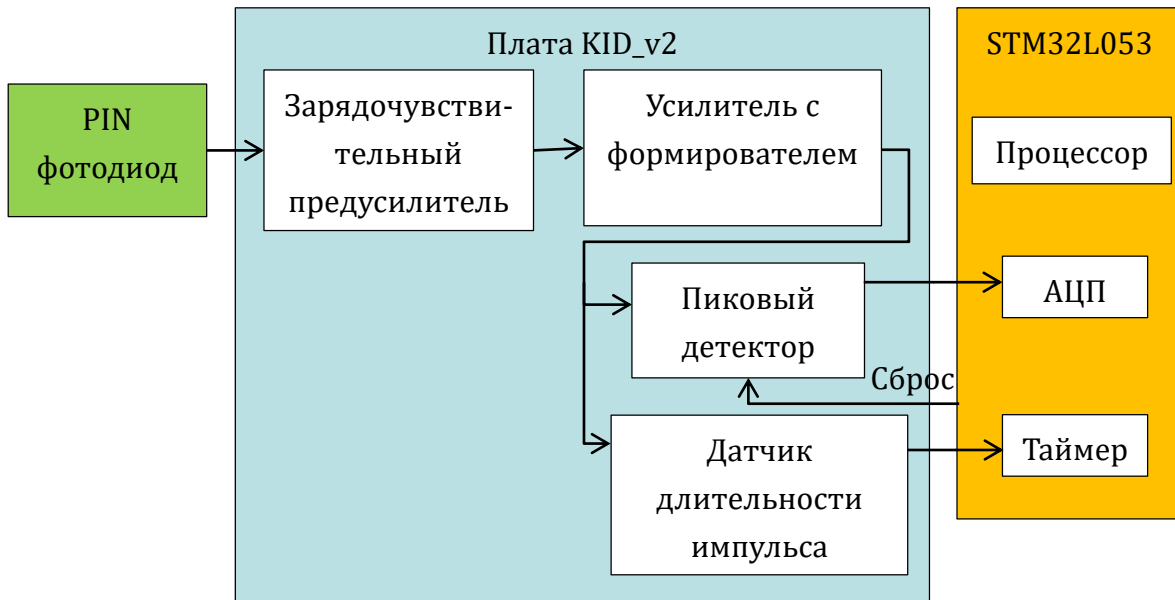 Плата KID_v2
STM32L053
PIN
фотодиод
Зарядочувстви-
тельный
предусилитель
Усилитель с
формирователем
Процессор
Пиковый
детектор
АЦП
Сброс
Датчик
длительности
импульса
Таймер